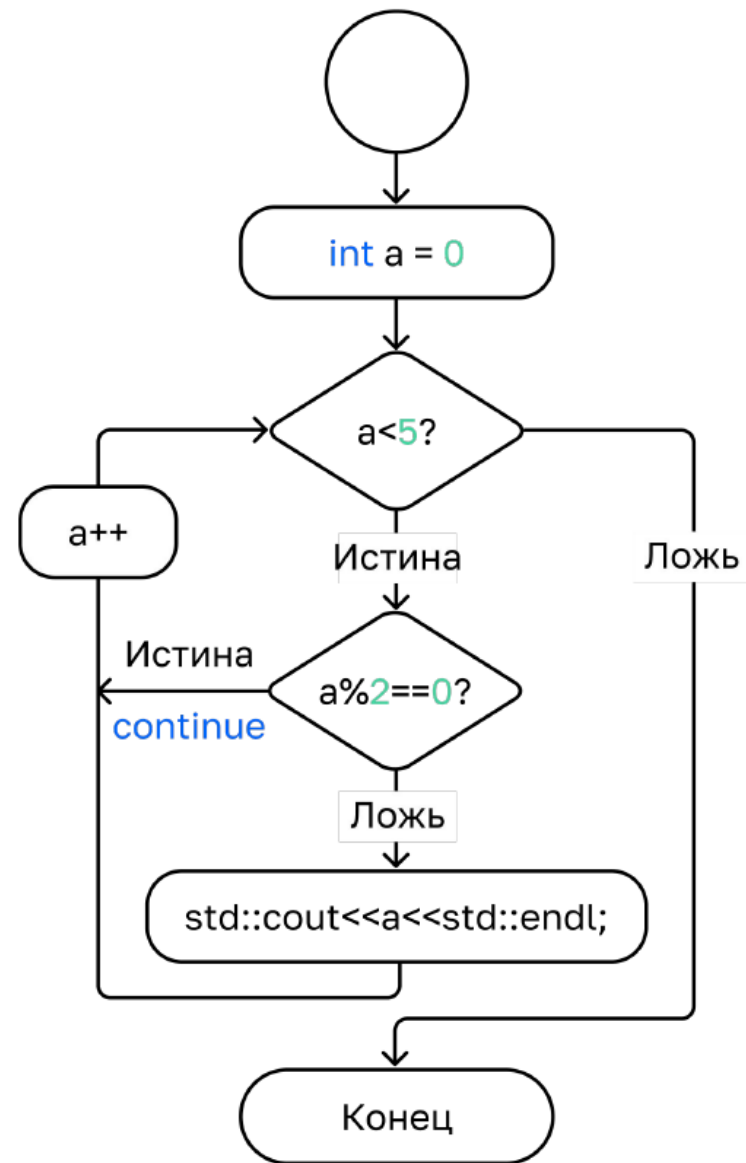 int a = 0
a<5?
a++
Истина
Ложь
Истина
a%2==0?
continue
Ложь
std::cout<<a<<std::endl;
Конец